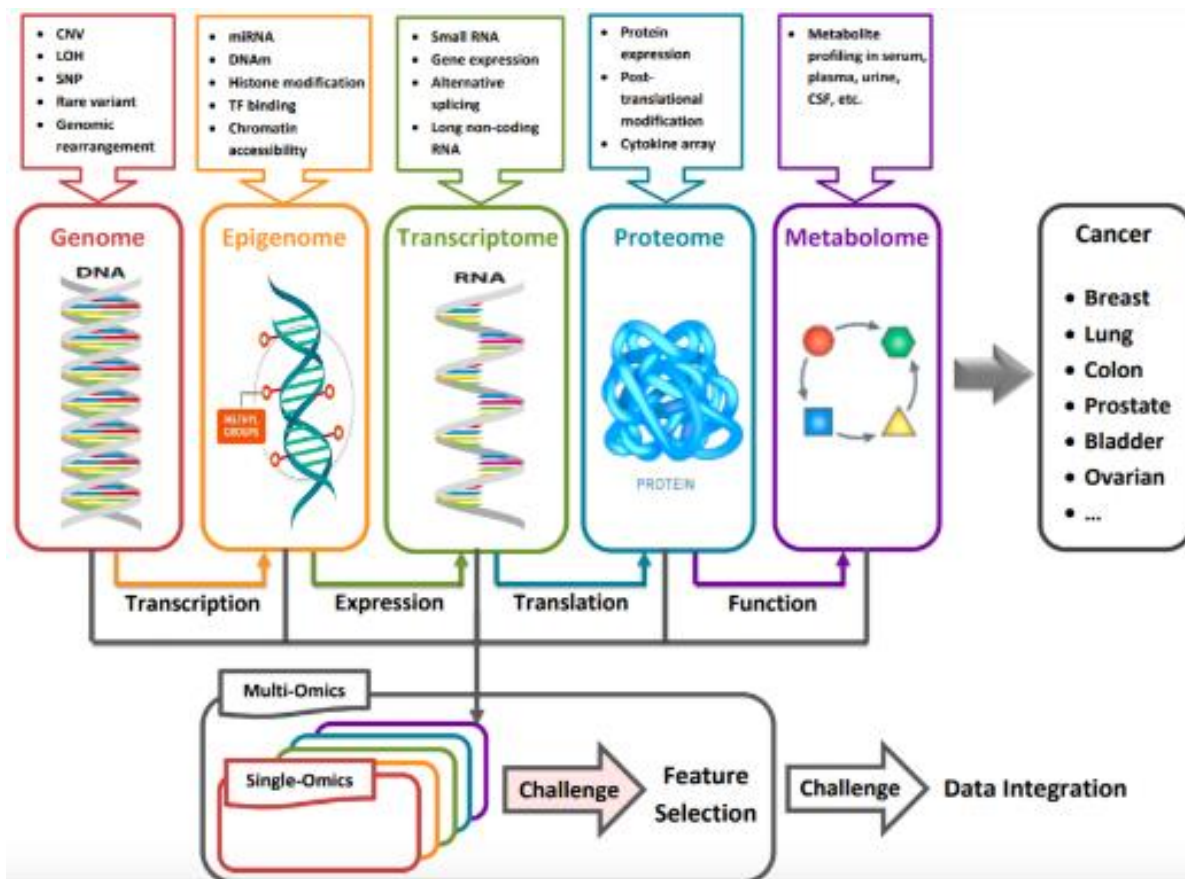 • CNV
• LOH
• SNP
• Rare variant
• Genomic
rearrangement
• miRNA
• DNAm
• Histone modification
• TF binding
• Chromatin
accessibility
• Small RNA
• Gene expression
• Alternative
splicing
• Long non-coding
RNA
• Protein
expression
• Post-
translational
modification
• Cytokine array
• Metabolite
profiling in serum,
plasma, urine,
CSF, etc.
Genome
DNA
Epigenome
METHYL
GROUPS
Transcriptome
RNA
Proteome
PROTEIN
Metabolome
Cancer
• Breast
• Lung
• Colon
• Prostate
• Bladder
• Ovarian
• ...
Transcription
Expression
Translation
Function
Multi-Omics
Single-Omics
Challenge
Feature
Selection
Challenge
Data Integration